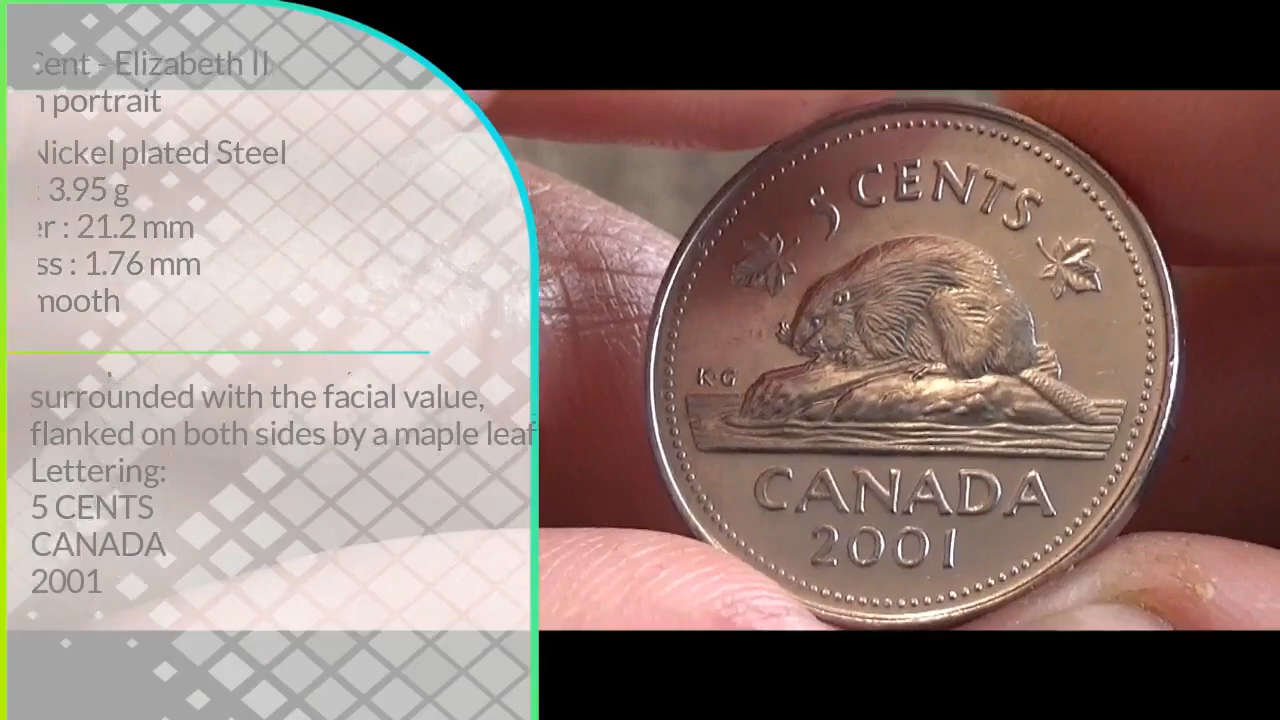 Cent - Elizabeth II
portrait
Nickel plated Steel
: 3.95 g
er : 21.2 mm
ss : 1.76 mm
mooth
surrounded with the facial value,
flanked on both sides by a maple leaf
Lettering:
5 CENTS
CANADA
2001
5 CENTS
KG
CANADA
2001